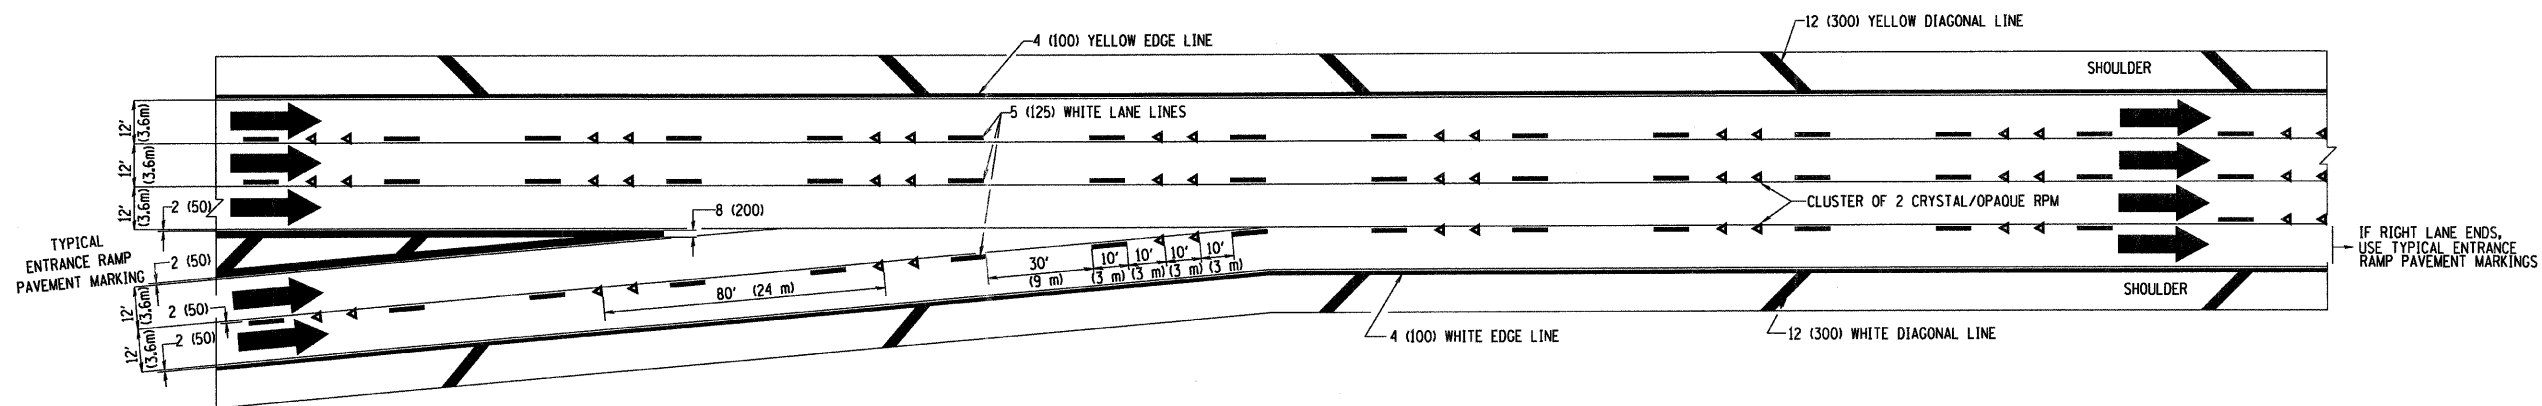 12 (300) YELLOW DIAGONAL LINE
4 (100) YELLOW EDGE LINE
SHOULDER
5 (125) WHITE LANE LINES
12'
(3.6m)
12'
(3.6m)
12'
(3.6m)
2 (50)
8 (200)
CLUSTER OF 2 CRYSTAL/OPAQUE RPM
TYPICAL
ENTRANCE RAMP
PAVEMENT MARKING
2 (50)
IF RIGHT LANE ENDS,
USE TYPICAL ENTRANCE
RAMP PAVEMENT MARKINGS
30'
(9 m)
10'
(3 m)
10'
(3 m)
10'
(3 m)
10'
(3 m)
80' (24 m)
12'
(3.6m)
2 (50)
12'
(3.6m)
2 (50)
SHOULDER
4 (100) WHITE EDGE LINE
12 (300) WHITE DIAGONAL LINE